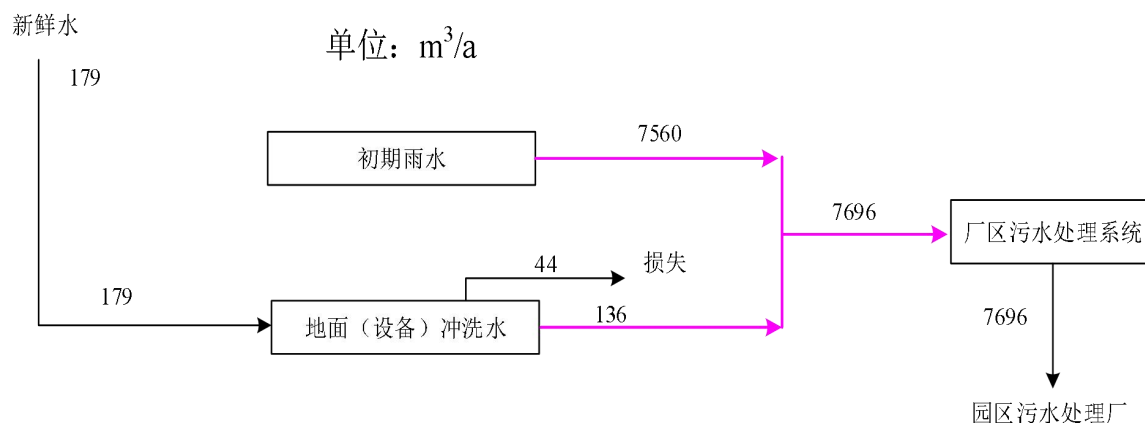 新鲜水
单位：m³/a
179
7560
初期雨水
7696
厂区污水处理系统
44
损失
179
地面（设备）冲洗水
136
7696
园区污水处理厂